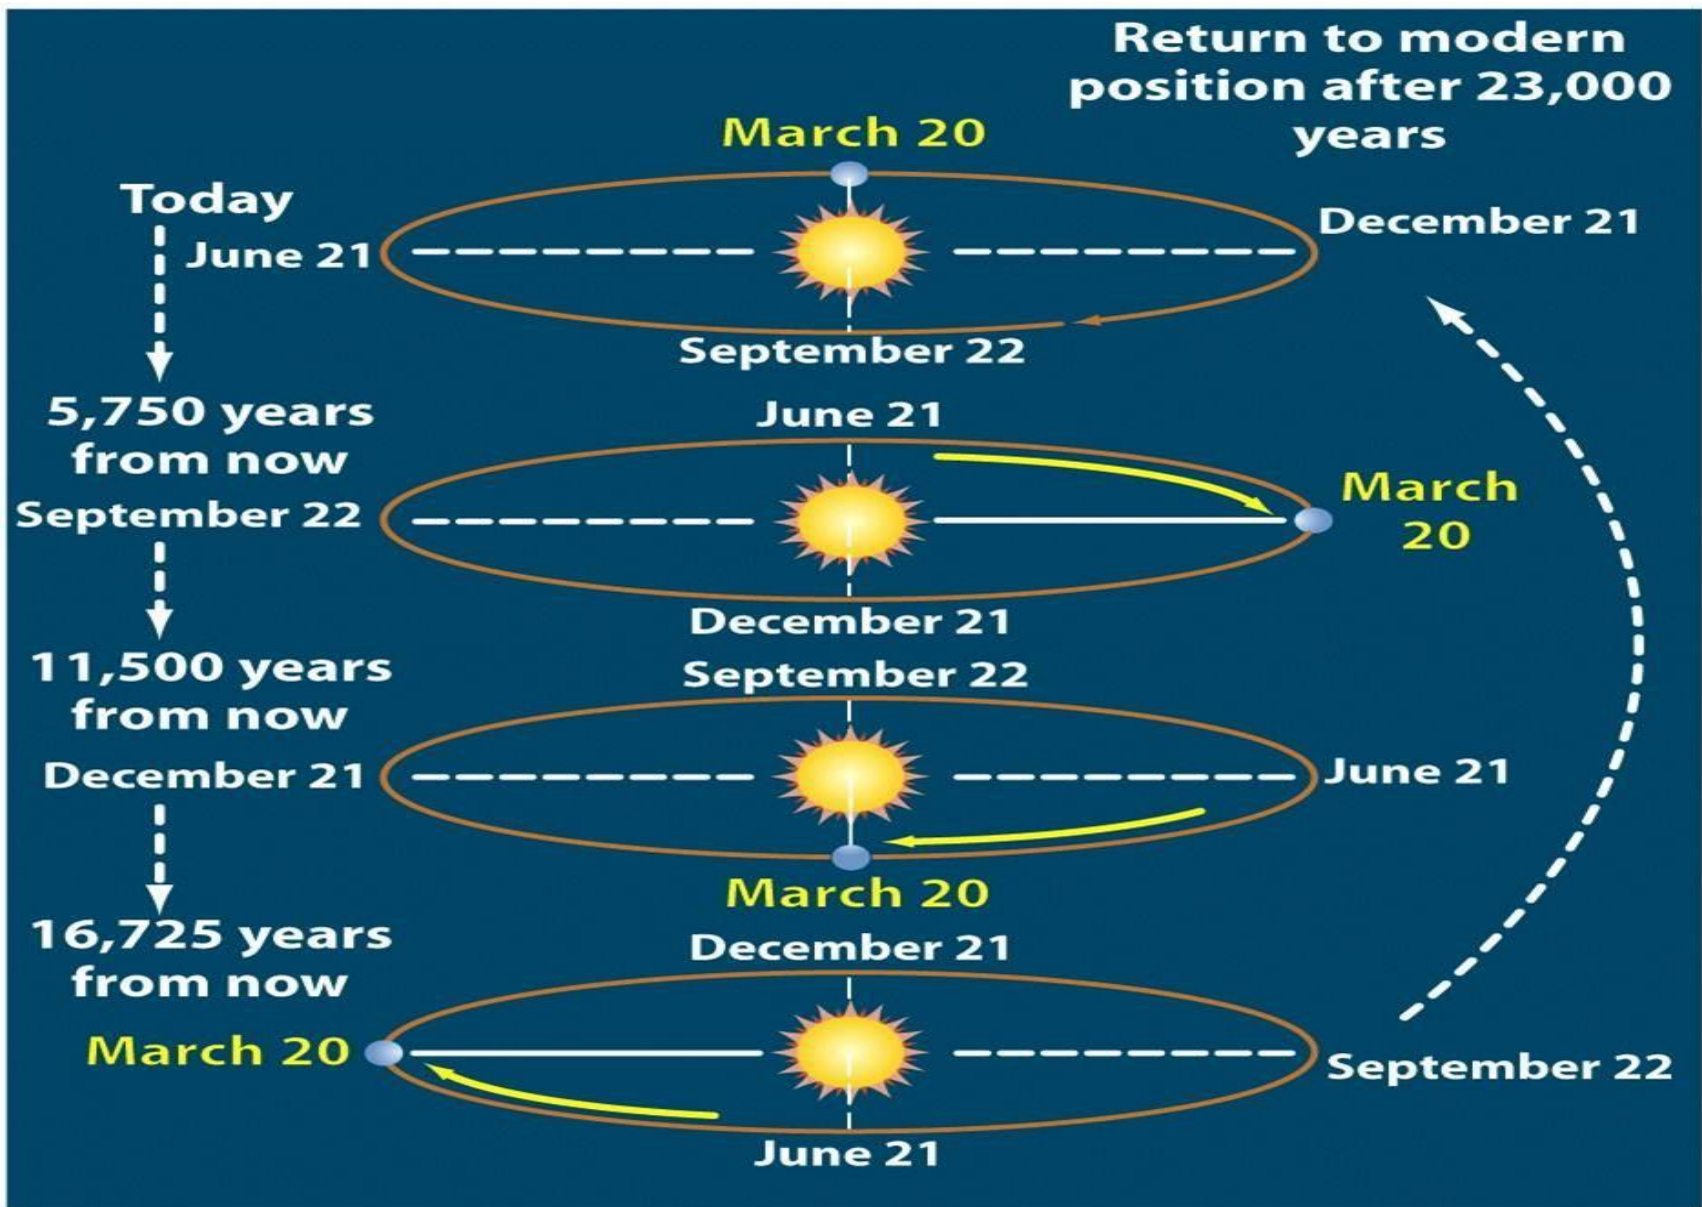 Return to modern
position after 23,000
years
March 20
Today
December 21
June 21
September 22
5,750 years
from now
June 21
March
20
September 22
December 21
11,500 years
from now
September 22
December 21
June 21
March 20
16,725 years
from now
December 21
March 20
September 22
June 21